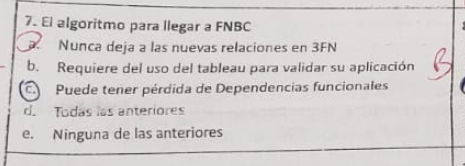 7. El algoritmo para llegar a FNBC
a. Nunca deja a las nuevas relaciones en 3FN
b. Requiere del uso del tableau para validar su aplicación
c. Puede tener pérdida de Dependencias funcionales
d. Todas las anteriores
e. Ninguna de las anteriores
B